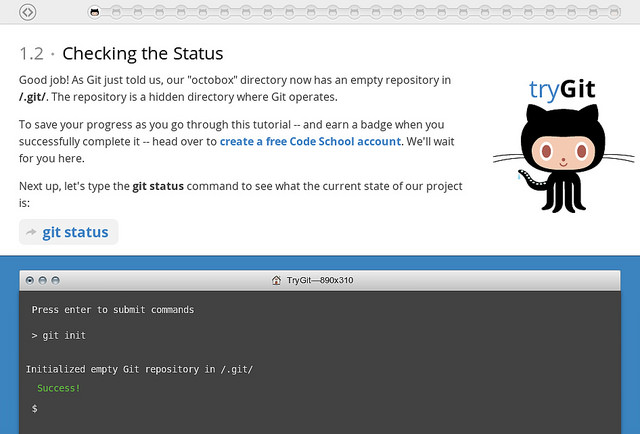 1.2 · Checking the Status
Good job! As Git just told us, our "octobox" directory now has an empty repository in
/.git/. The repository is a hidden directory where Git operates.
tryGit
To save your progress as you go through this tutorial -- and earn a badge when you
successfully complete it -- head over to create a free Code School account. We'll wait
for you here.
Next up, let's type the git status command to see what the current state of our project
is:
git status
TryGit—890x310
Press enter to submit commands
> git init
Initialized empty Git repository in /.git/
Success!
$